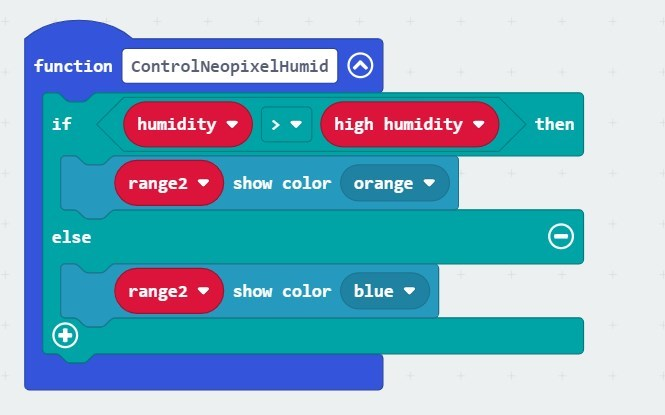 function ControlNeopixelHumid
if humidity > high humidity then
range2 show color orange
else
range2 show color blue